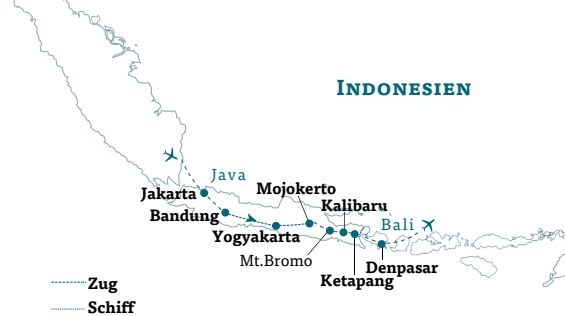 INDONESIEN
Java
Jakarta
Mojokerto
Kalibaru
Bandung
Bali
Yogyakarta
Mt.Bromo
Denpasar
Ketapang
Zug
Schiff